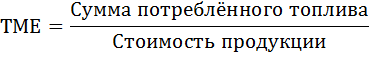 Сумма потреблённого топлива
ТМЕ =
Стоимость продукции